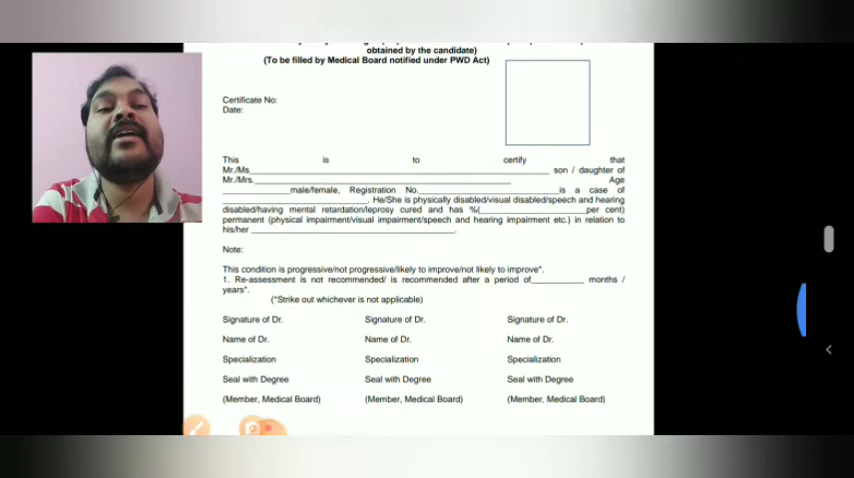 obtained by the candidate)
(To be filled by Medical Board notified under PWD Act)
Certificate No:
Date:
This is to certify that
Mr./Ms. son / daughter of
Mr./Mrs. Age
male/female, Registration No. is a case of
. He/She is physically disabled/visual disabled/speech and hearing
disabled/having mental retardation/leprosy cured and has %( per cent)
permanent (physical impairment/visual impairment/speech and hearing impairment etc.) in relation to
his/her .
Note:
This condition is progressive/not progressive/likely to improve/not likely to improve*.
1. Re-assessment is not recommended/ is recommended after a period of months /
years*.
(*Strike out whichever is not applicable)
Signature of Dr. Signature of Dr. Signature of Dr.
Name of Dr. Name of Dr. Name of Dr.
Specialization Specialization Specialization
Seal with Degree Seal with Degree Seal with Degree
(Member, Medical Board) (Member, Medical Board) (Member, Medical Board)